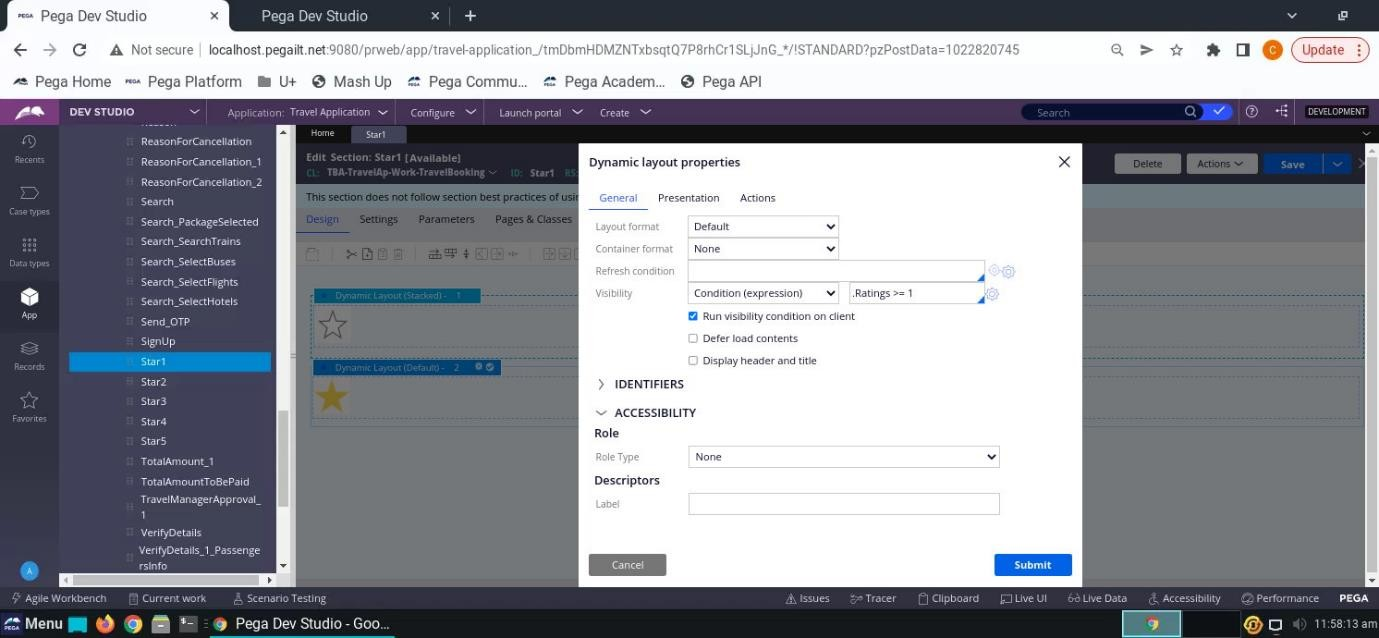 PEGA Pega Dev Studio ×
Pega Dev Studio × +
Not secure localhost.pegailt.net:9080/prweb/app/travel-application_/tmDbmHDMZNTxbsqtQ7P8rhCr1SLjJnG_*/!STANDARD?pzPostData=1022820745 C Update
Pega Home PEGA Pega Platform U+ Mash Up Pega Commu... Pega Academ... Pega API
DEV STUDIO Application: Travel Application Configure Launch portal Create Search DEVELOPMENT
Recents
Case types
Data types
App
Records
Favorites
A
Reason
ReasonForCancellation
ReasonForCancellation_1
ReasonForCancellation_2
Search
Search_PackageSelected
Search_SearchTrains
Search_SelectBuses
Search_SelectFlights
Search_SelectHotels
Send_OTP
SignUp
Star1
Star2
Star3
Star4
Star5
TotalAmount_1
TotalAmountToBePaid
TravelManagerApproval_
1
VerifyDetails
VerifyDetails_1_Passenge
rsInfo
Home Star1
Edit Section: Star1 [Available]
CL: TBA-TravelAp-Work-TravelBooking ID: Star1 RS:
Delete Actions Save
This section does not follow section best practices of usin
Design Settings Parameters Pages & Classes
Dynamic Layout (Stacked) - 1
Dynamic Layout (Default) - 2
Dynamic layout properties
General Presentation Actions
Layout format Default
Container format None
Refresh condition
Visibility Condition (expression) .Ratings >= 1
Run visibility condition on client
Defer load contents
Display header and title
IDENTIFIERS
ACCESSIBILITY
Role
Role Type None
Descriptors
Label
Cancel Submit
Agile Workbench Current work Scenario Testing Issues Tracer Clipboard Live UI Live Data Accessibility Performance PEGA
Menu Pega Dev Studio - Goo... 11:58:13 am